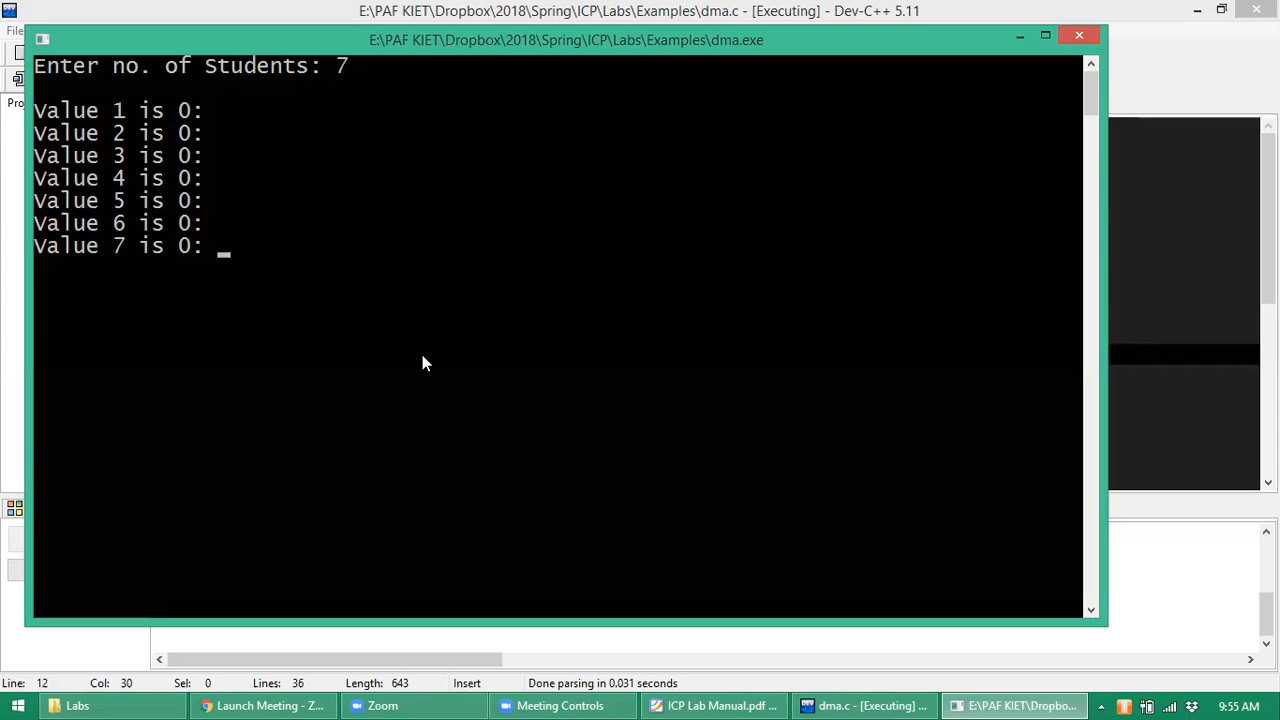 DEV
E:\PAF KIET\Dropbox\2018\Spring\ICP\Labs\Examples\dma.c - [Executing] - Dev-C++ 5.11
File
E:\PAF KIET\Dropbox\2018\Spring\ICP\Labs\Examples\dma.exe
Enter no. of Students: 7
Value 1 is 0:
Value 2 is 0:
Value 3 is 0:
Value 4 is 0:
Value 5 is 0:
Value 6 is 0:
Value 7 is 0:
Line: 12 Col: 30 Sel: 0 Lines: 36 Length: 643 Insert Done parsing in 0.031 seconds
Labs Launch Meeting - Z... Zoom Meeting Controls ICP Lab Manual.pdf ... dma.c - [Executing] ... E:\PAF KIET\Dropbo... 9:55 AM